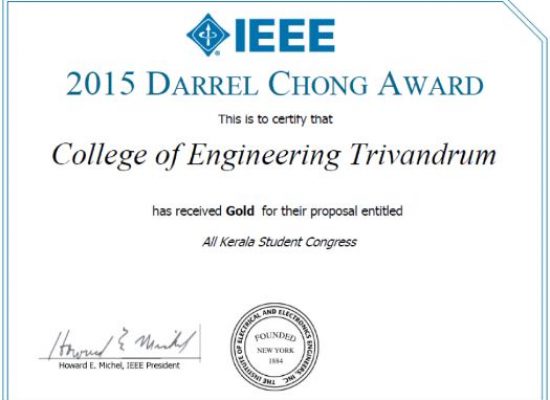 IEEE
2015 DARREL CHONG AWARD
This is to certify that
College of Engineering Trivandrum
has received Gold for their proposal entitled
All Kerala Student Congress
Howard E. Michel
Howard E. Michel, IEEE President
THE INSTITUTE OF ELECTRICAL AND ELECTRONICS ENGINEERS, INC.
FOUNDED
NEW YORK
1884